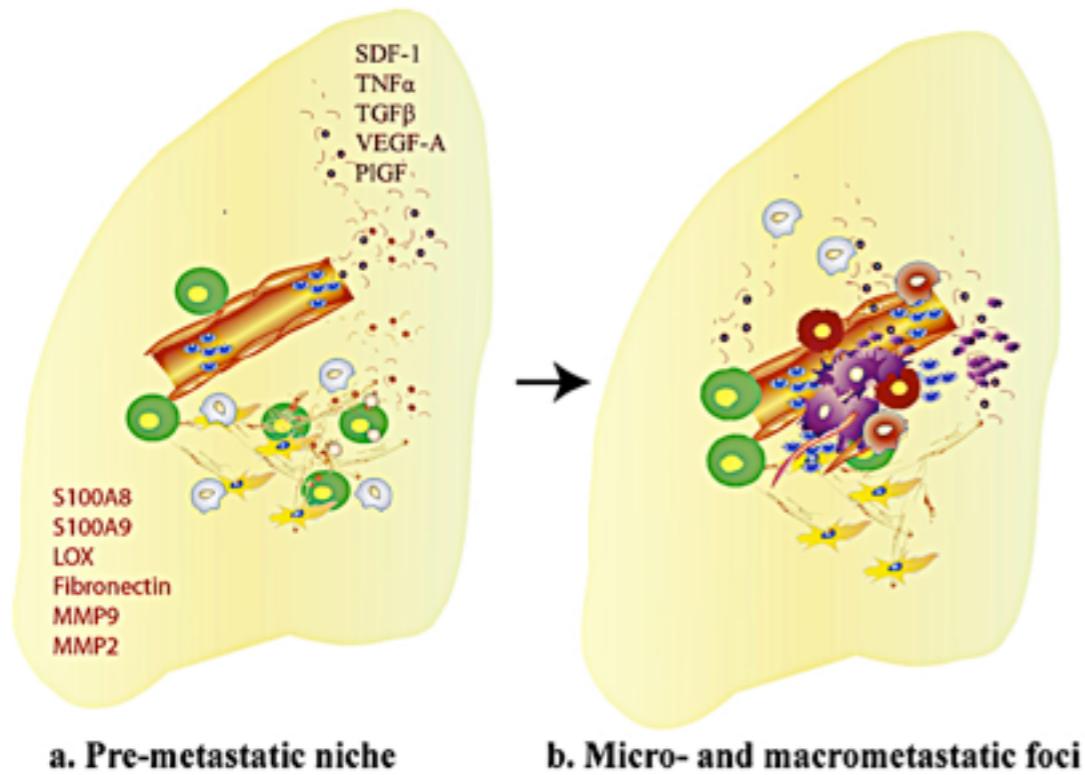 SDF-1
TNFα
TGFβ
VEGF-A
PlGF
S100A8
S100A9
LOX
Fibronectin
MMP9
MMP2
a. Pre-metastatic niche
b. Micro- and macrometastatic foci